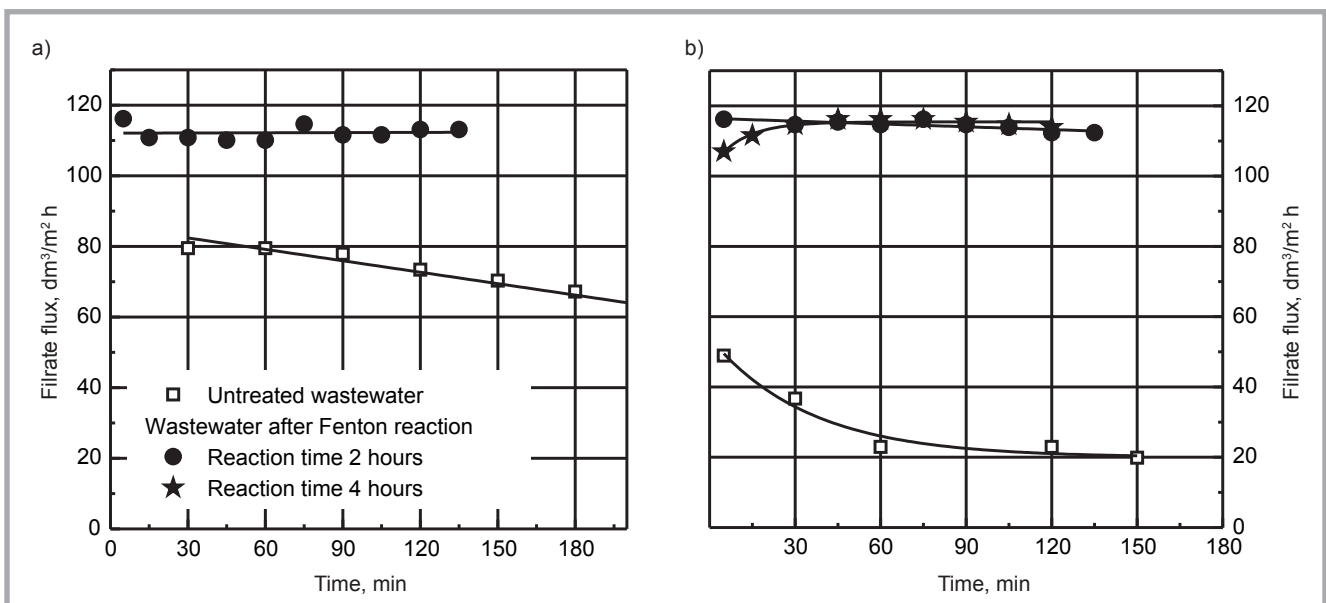 a)
120
100
80
60
40
20
0
Filrate flux, dm³/m² h
Untreated wastewater
Wastewater after Fenton reaction
Reaction time 2 hours
Reaction time 4 hours
0 30 60 90 120 150 180
Time, min
b)
120
100
80
60
40
20
0
Filrate flux, dm³/m² h
30 60 90 120 150 180
Time, min